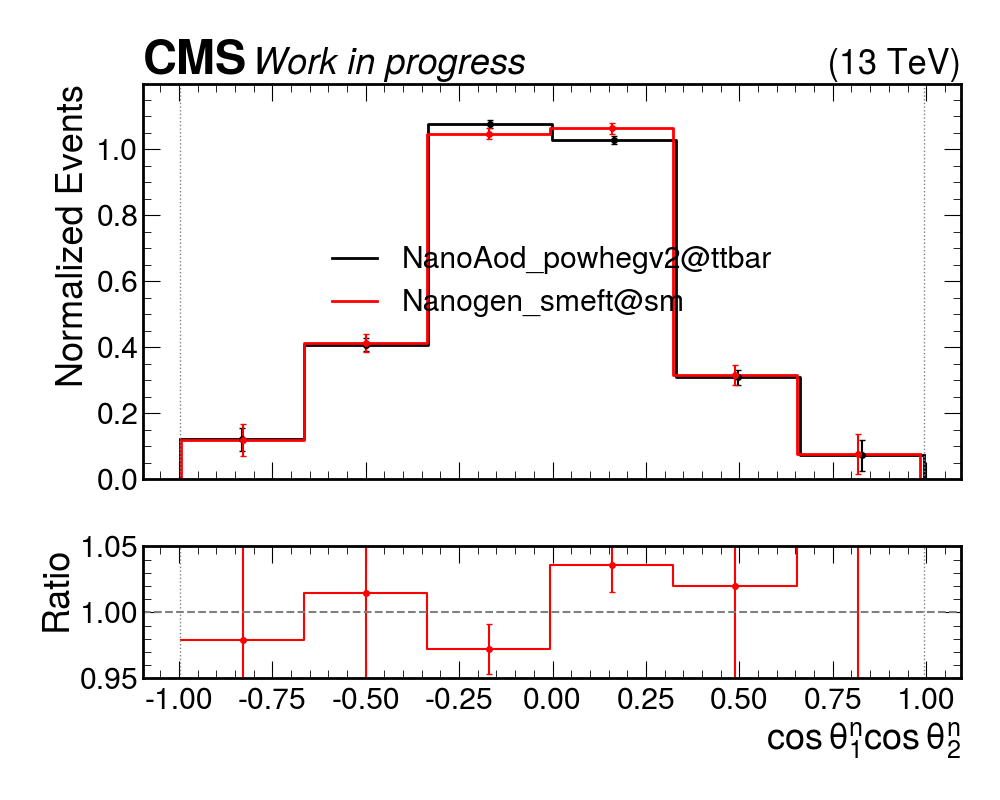 CMS Work in progress (13 TeV)
Normalized Events
1.0
0.8
0.6
0.4
0.2
0.0
NanoAod_powhegv2@ttbar
Nanogen_smeft@sm
Ratio
1.05
1.00
0.95
-1.00 -0.75 -0.50 -0.25 0.00 0.25 0.50 0.75 1.00
cos θ₁ⁿcos θ₂ⁿ